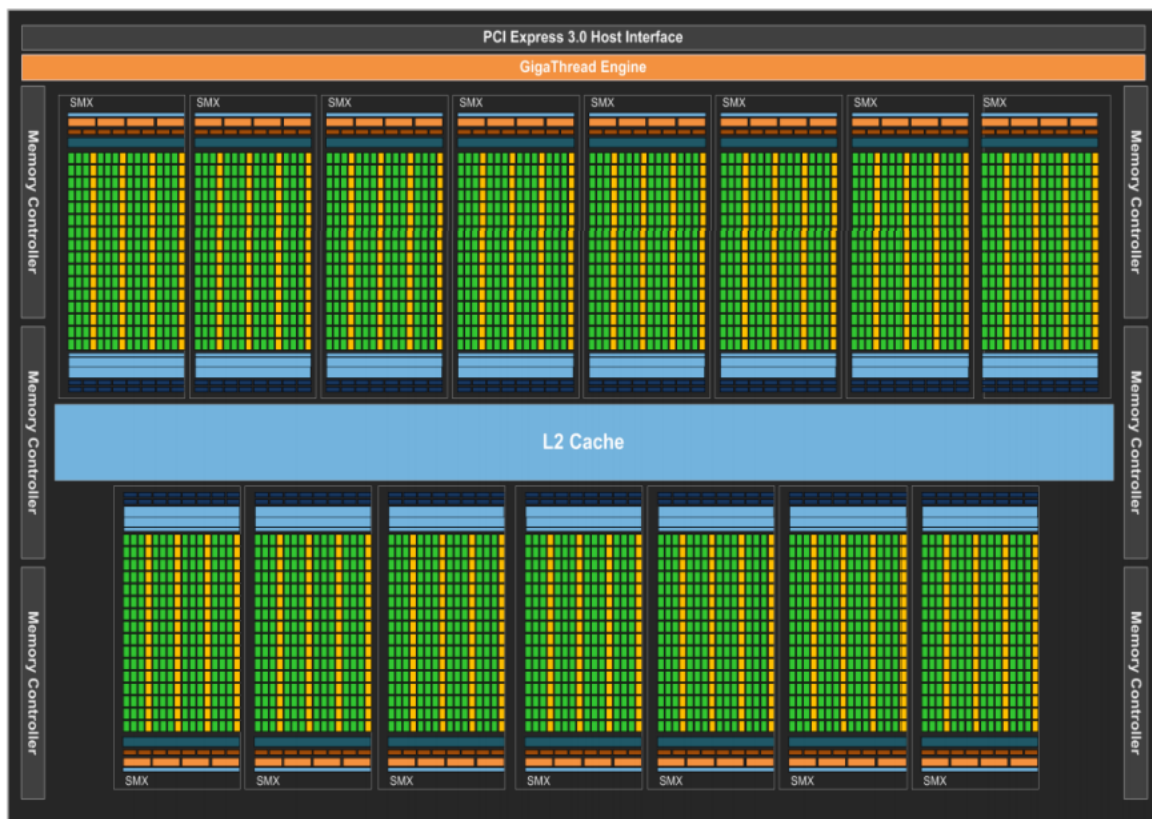 PCI Express 3.0 Host Interface
GigaThread Engine
SMX
SMX
SMX
SMX
SMX
SMX
SMX
SMX
Memory Controller
Memory Controller
Memory Controller
Memory Controller
L2 Cache
Memory Controller
Memory Controller
SMX
SMX
SMX
SMX
SMX
SMX
SMX